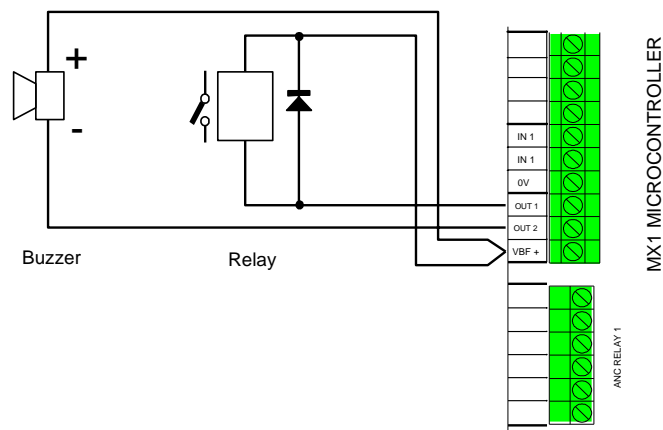 +
-
Buzzer
Relay
IN 1
IN 1
0V
OUT 1
OUT 2
VBF +
MX1 MICROCONTROLLER
ANC RELAY 1